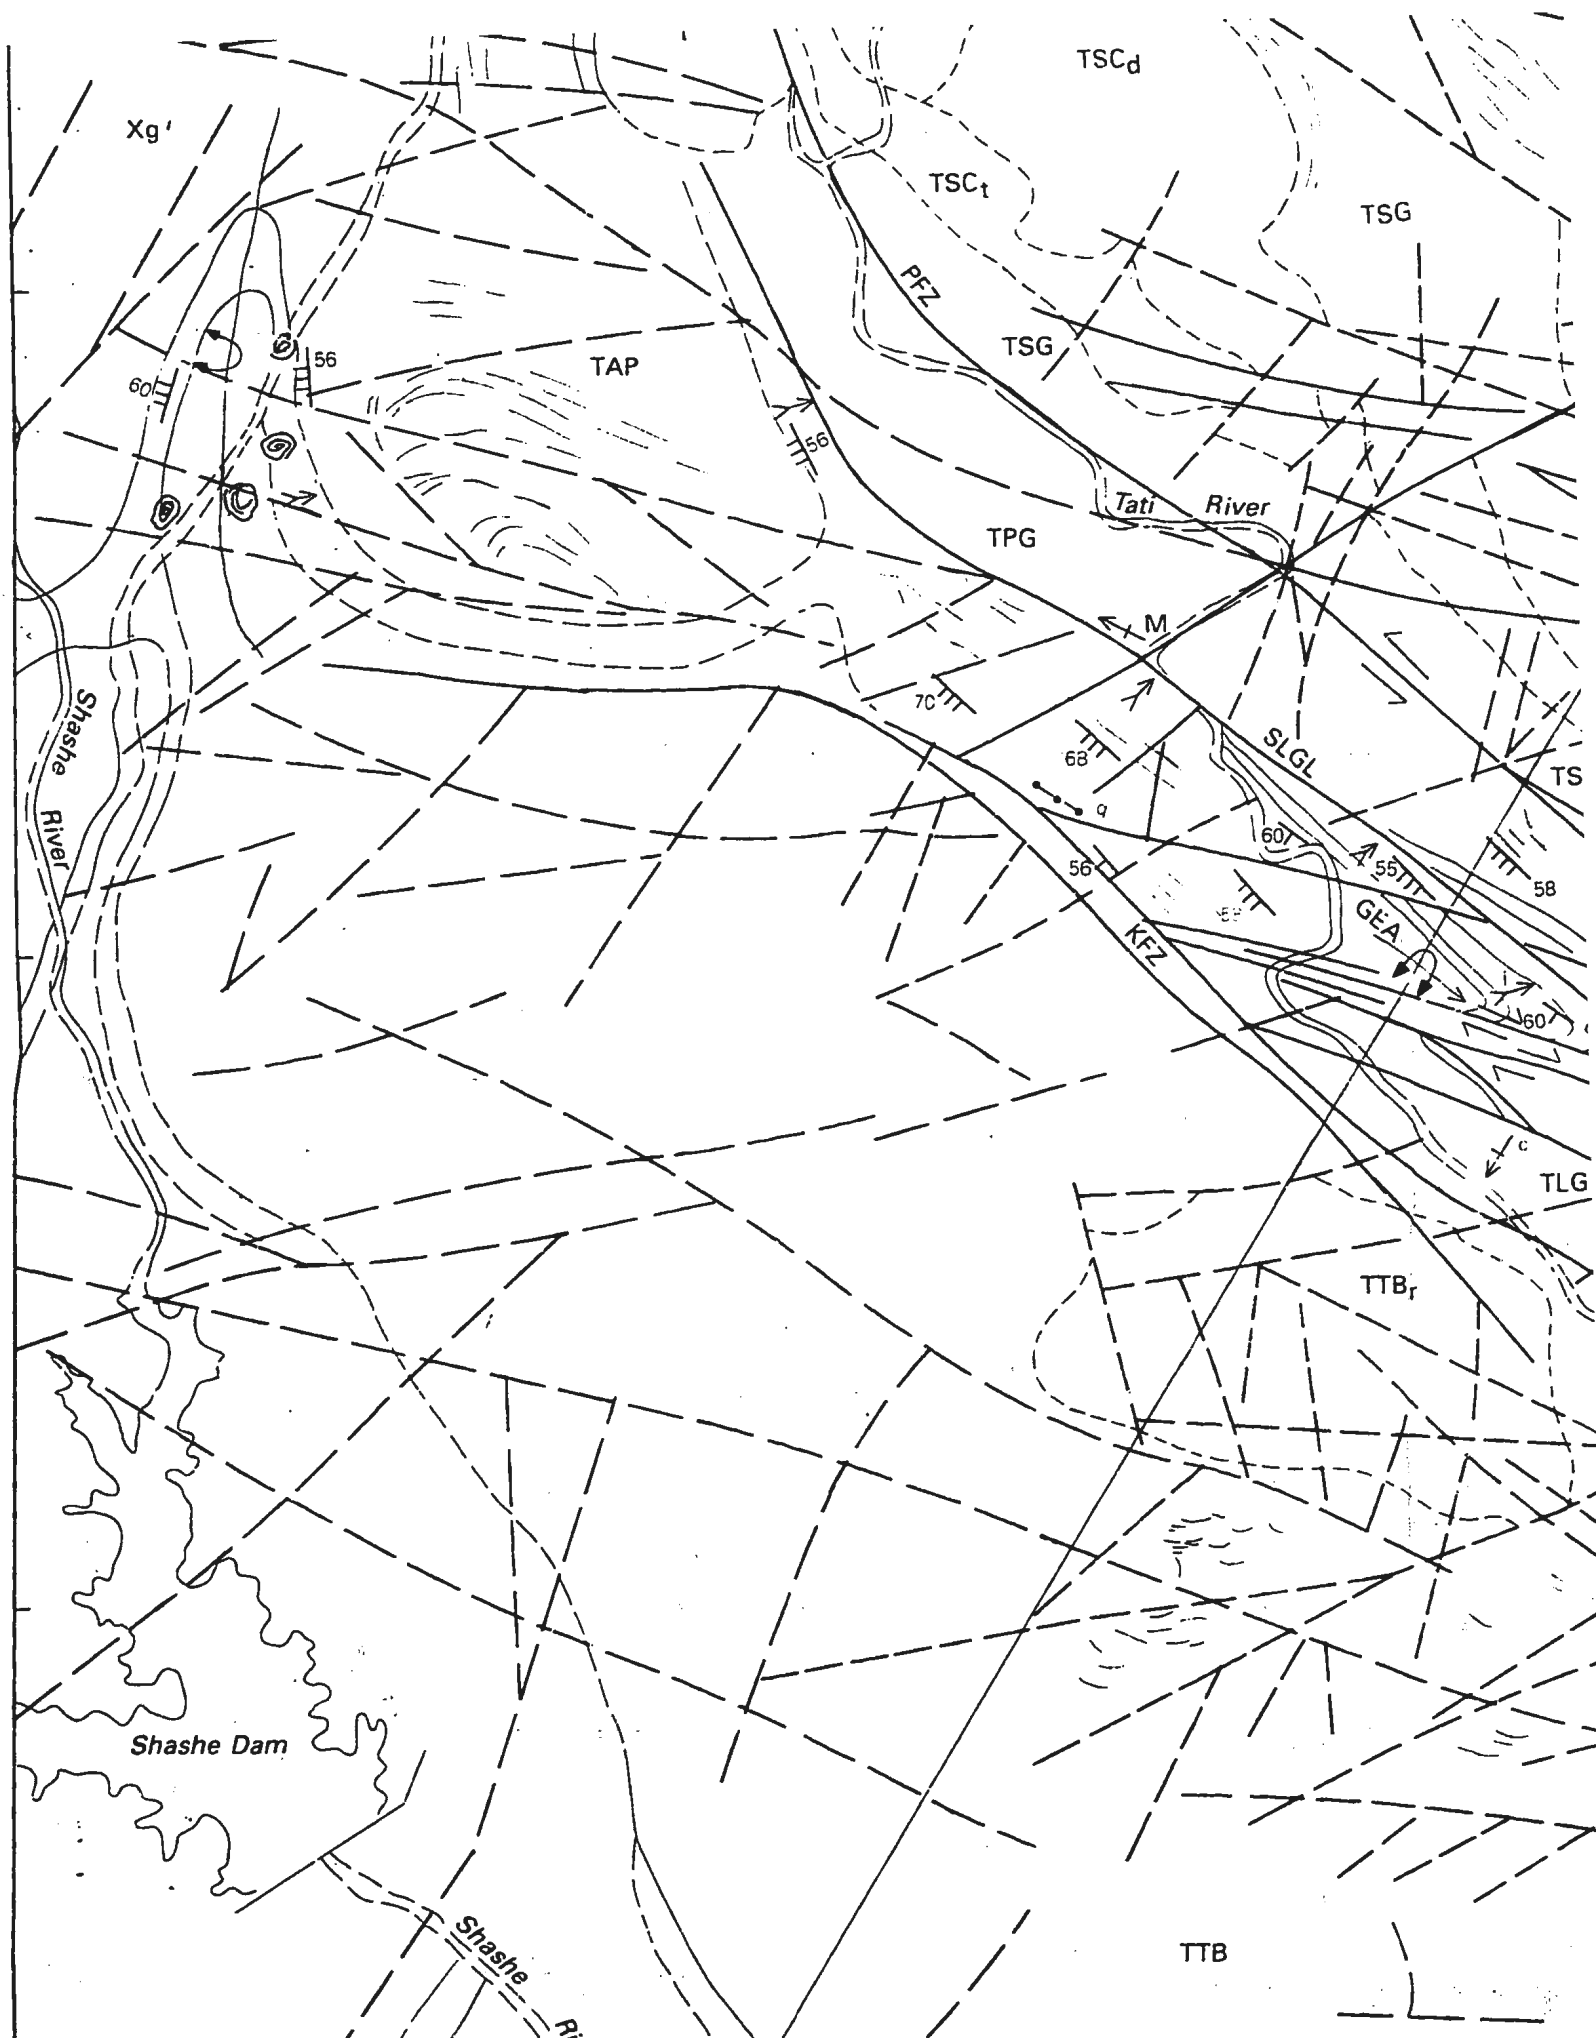 TSCd
Xg'
TSCt
TSG
PFZ
TSG
56
TAP
60
56
Tati River
TPG
M
70
Shashe
River
68
SLGL
TS
q
60
56
55
58
GEA
KFZ
60
c
TLG
TTBr
Shashe Dam
Shashe
Ri
TTB